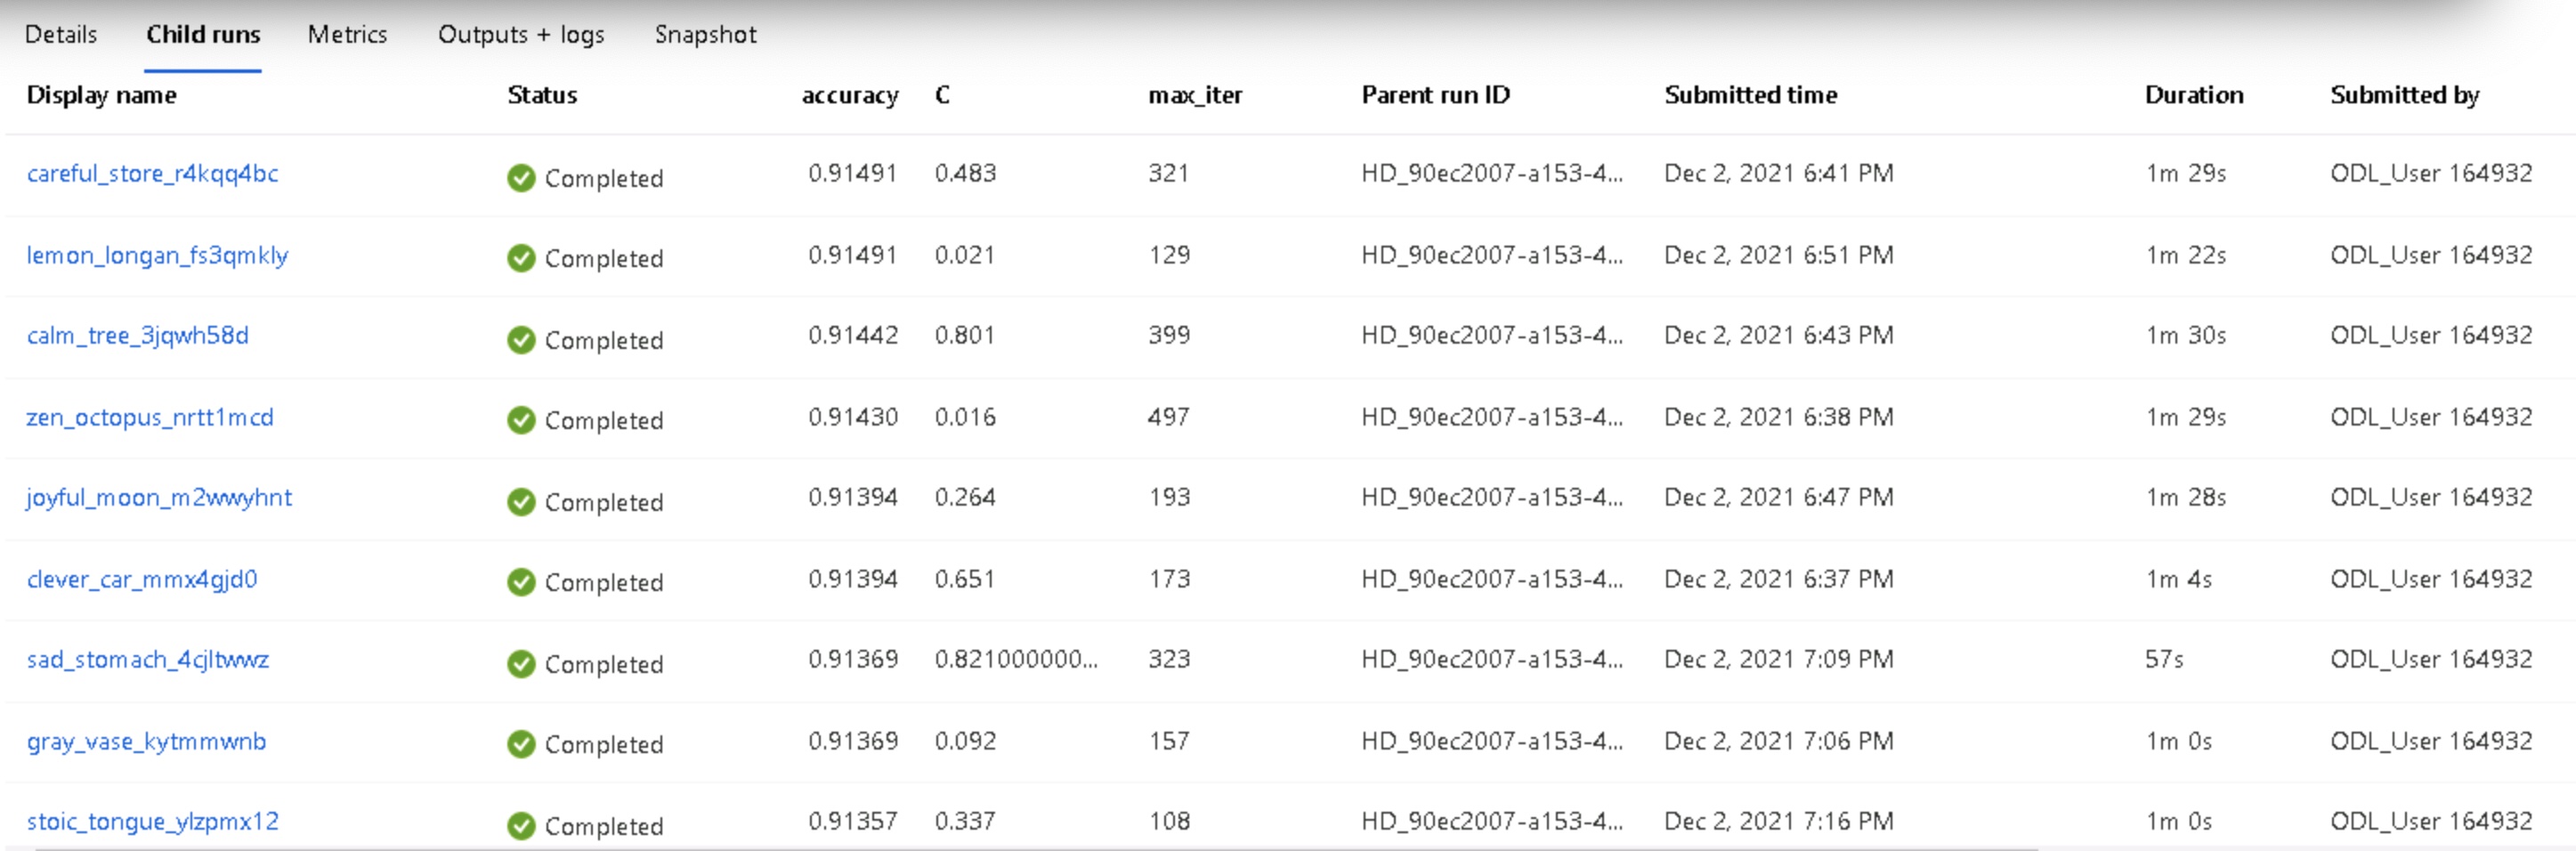 Details Child runs Metrics Outputs + logs Snapshot
Display name Status accuracy C max_iter Parent run ID Submitted time Duration Submitted by
careful_store_r4kqq4bc Completed 0.91491 0.483 321 HD_90ec2007-a153-4... Dec 2, 2021 6:41 PM 1m 29s ODL_User 164932
lemon_longan_fs3qmkly Completed 0.91491 0.021 129 HD_90ec2007-a153-4... Dec 2, 2021 6:51 PM 1m 22s ODL_User 164932
calm_tree_3jqwh58d Completed 0.91442 0.801 399 HD_90ec2007-a153-4... Dec 2, 2021 6:43 PM 1m 30s ODL_User 164932
zen_octopus_nrtt1mcd Completed 0.91430 0.016 497 HD_90ec2007-a153-4... Dec 2, 2021 6:38 PM 1m 29s ODL_User 164932
joyful_moon_m2wwyhnt Completed 0.91394 0.264 193 HD_90ec2007-a153-4... Dec 2, 2021 6:47 PM 1m 28s ODL_User 164932
clever_car_mmx4gjd0 Completed 0.91394 0.651 173 HD_90ec2007-a153-4... Dec 2, 2021 6:37 PM 1m 4s ODL_User 164932
sad_stomach_4cjltwwz Completed 0.91369 0.821000000... 323 HD_90ec2007-a153-4... Dec 2, 2021 7:09 PM 57s ODL_User 164932
gray_vase_kytmmwnb Completed 0.91369 0.092 157 HD_90ec2007-a153-4... Dec 2, 2021 7:06 PM 1m 0s ODL_User 164932
stoic_tongue_ylzpmx12 Completed 0.91357 0.337 108 HD_90ec2007-a153-4... Dec 2, 2021 7:16 PM 1m 0s ODL_User 164932